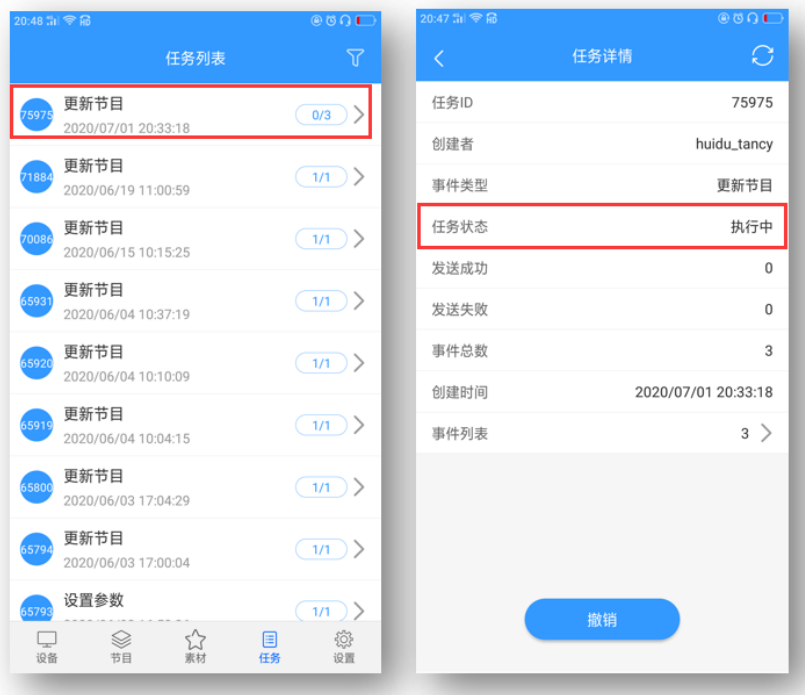 20:48
任务列表
75975
更新节目
2020/07/01 20:33:18
0/3
71884
更新节目
2020/06/19 11:00:59
1/1
70086
更新节目
2020/06/15 10:15:25
1/1
65931
更新节目
2020/06/04 10:37:19
1/1
65920
更新节目
2020/06/04 10:10:09
1/1
65919
更新节目
2020/06/04 10:04:15
1/1
65800
更新节目
2020/06/03 17:04:29
1/1
65794
更新节目
2020/06/03 17:00:04
1/1
65793
设置参数
1/1
设备 节目 素材 任务 设置
20:47
任务详情
任务ID 75975
创建者 huidu_tancy
事件类型 更新节目
任务状态 执行中
发送成功 0
发送失败 0
事件总数 3
创建时间 2020/07/01 20:33:18
事件列表 3
撤销